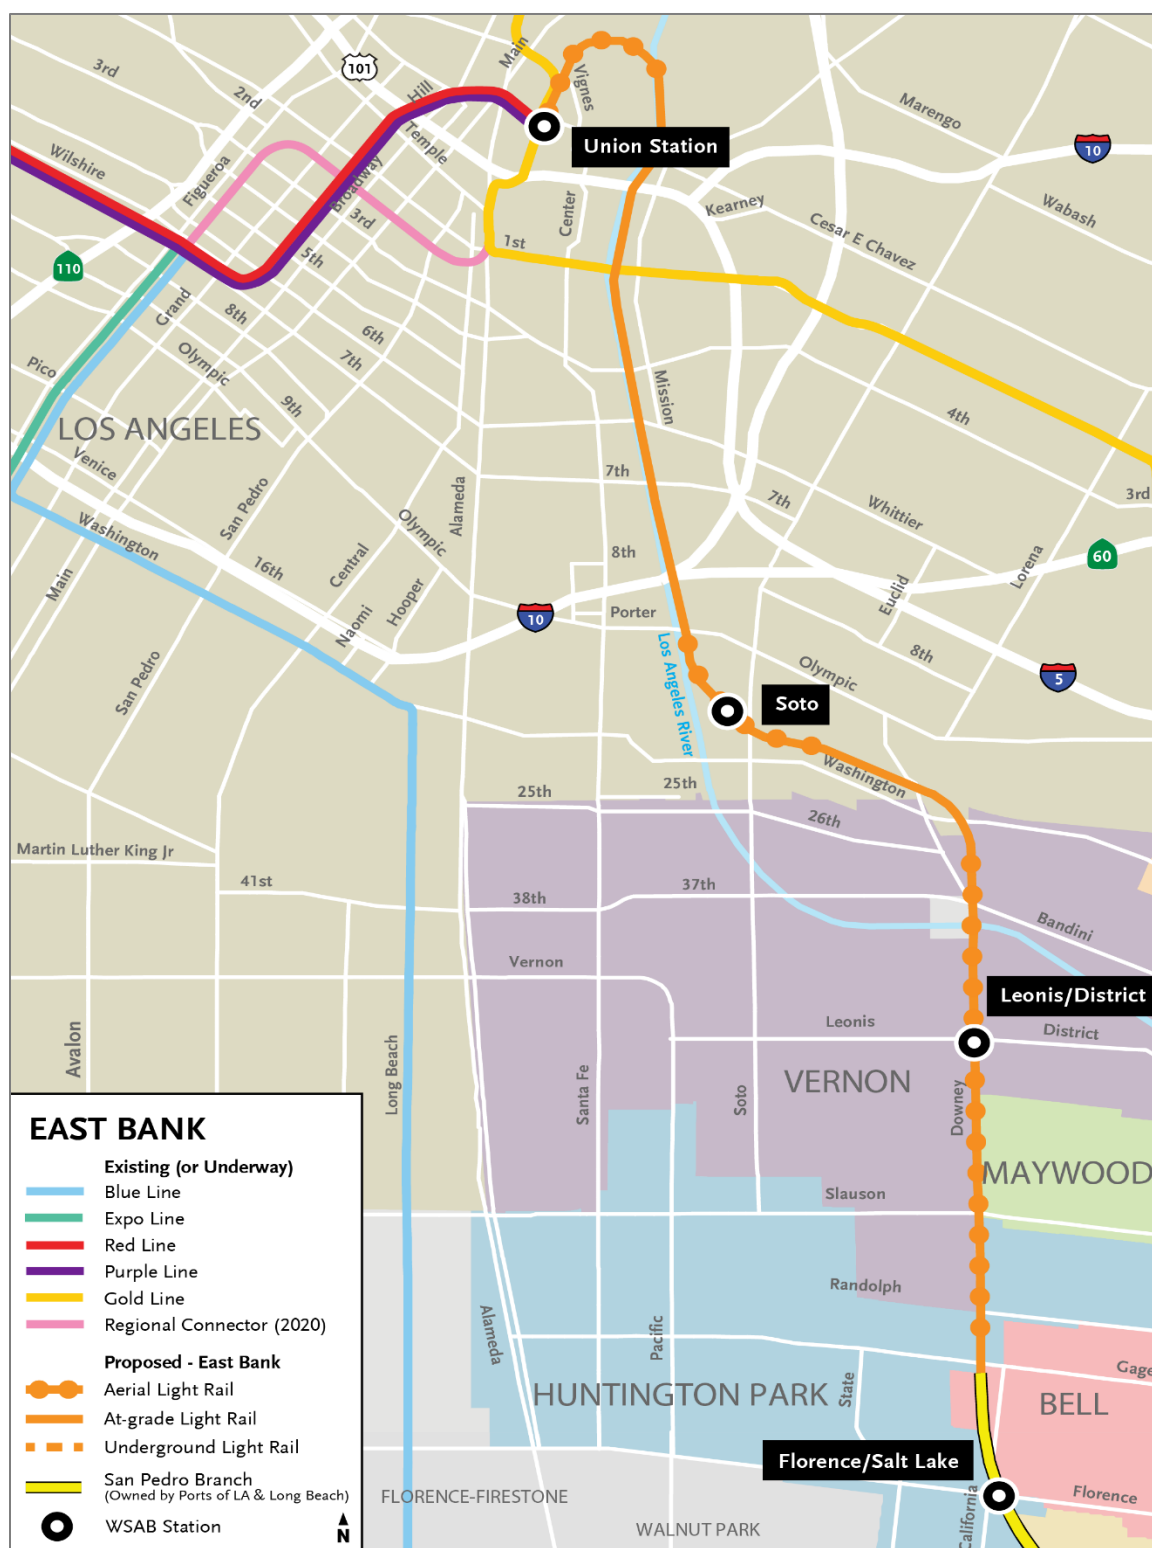 Main
101
3rd
2nd
Hill
Vignes
Marengo
10
Temple
Union Station
Wilshire
Figueroa
Broadway
3rd
Center
Kearney
Wabash
Cesar E Chavez
1st
5th
110
Grand
8th
6th
7th
Olympic
Pico
9th
Mission
4th
LOS ANGELES
Venice
San Pedro
Alameda
7th
7th
Whittier
3rd
Washington
Olympic
8th
60
Main
16th
Central
Hooper
Naomi
10
Porter
Euclid
Lorena
Los Angeles River
8th
Olympic
5
San Pedro
Soto
Washington
25th
25th
26th
Martin Luther King Jr
41st
38th
37th
Bandini
Vernon
Leonis/District
Leonis
District
Avalon
Long Beach
Santa Fe
Soto
VERNON
Downey
MAYWOOD
Slauson
Randolph
Alameda
Pacific
State
Gage
HUNTINGTON PARK
BELL
Florence/Salt Lake
California
Florence
FLORENCE-FIRESTONE
WALNUT PARK
EAST BANK
Existing (or Underway)
Blue Line
Expo Line
Red Line
Purple Line
Gold Line
Regional Connector (2020)
Proposed - East Bank
Aerial Light Rail
At-grade Light Rail
Underground Light Rail
San Pedro Branch
(Owned by Ports of LA & Long Beach)
WSAB Station
N